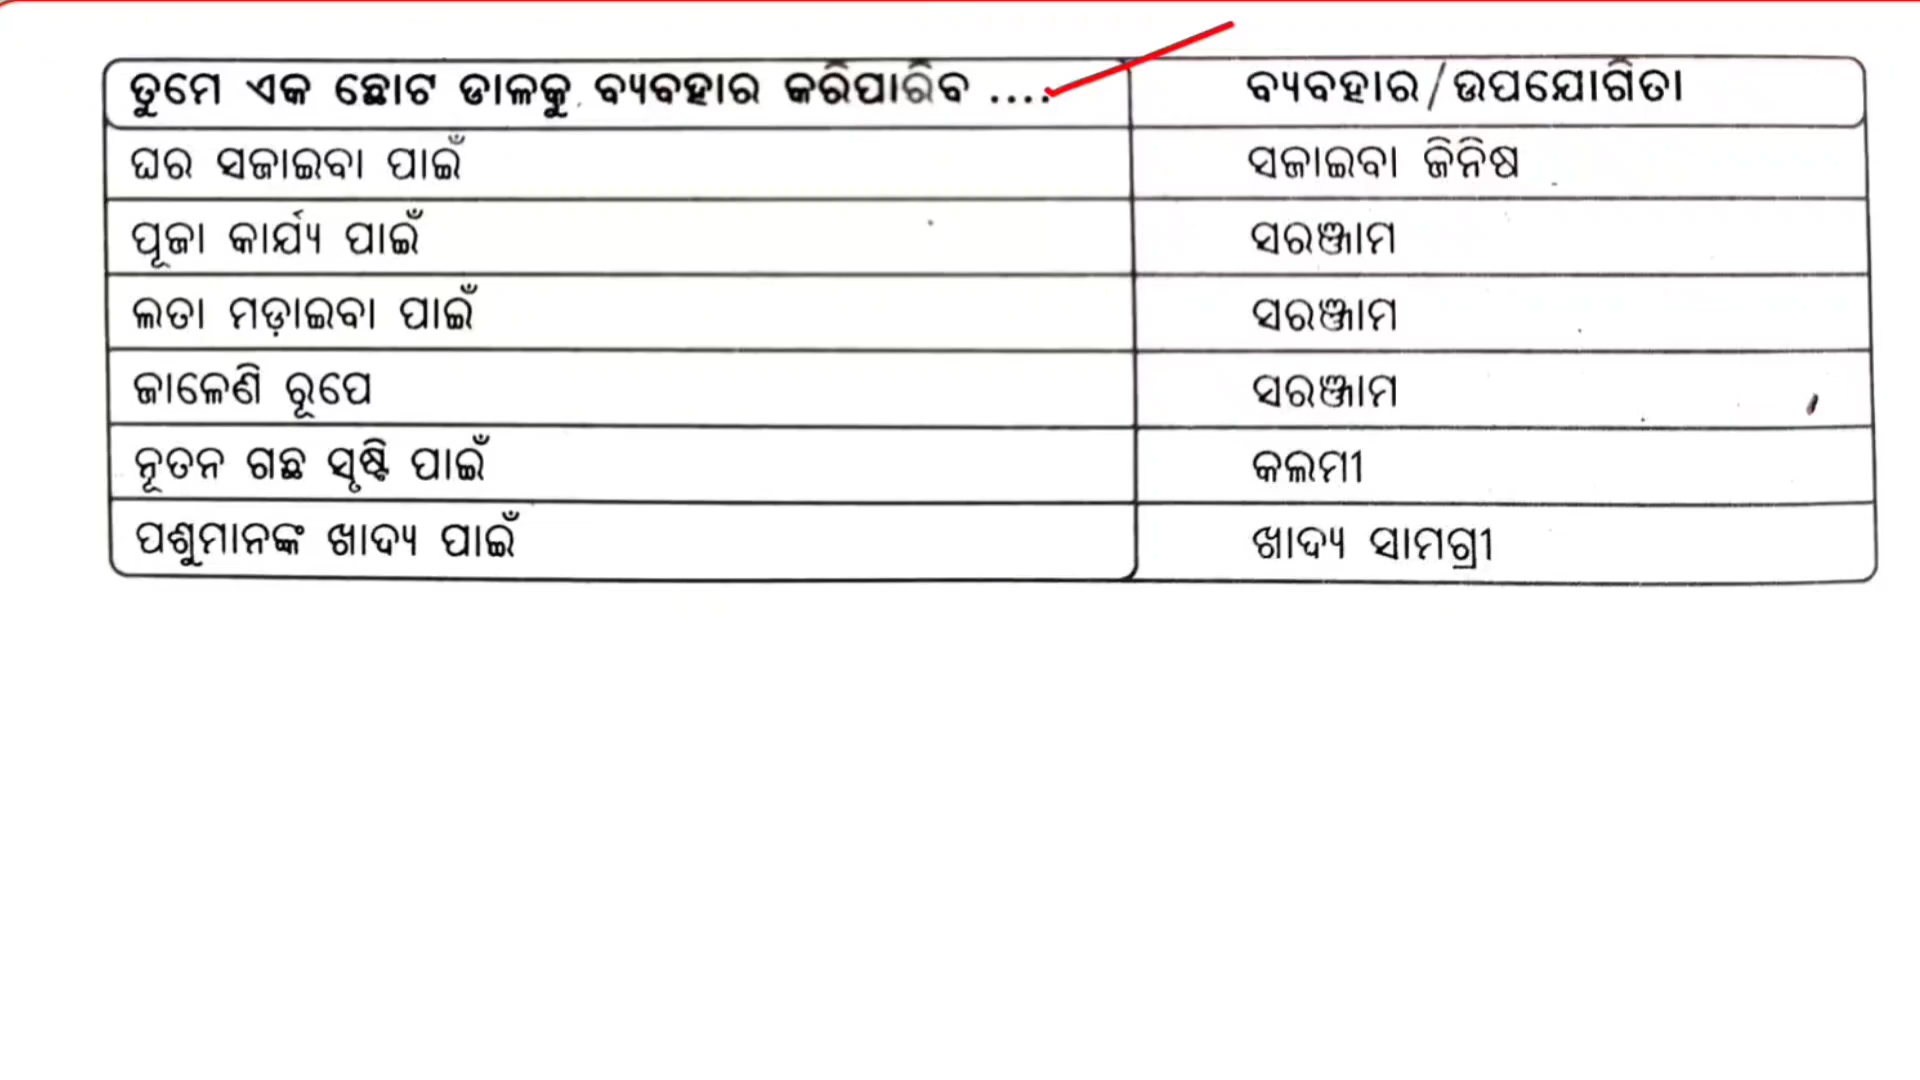 ତୁମେ ଏକ ଛୋଟ ଡାଳକୁ ବ୍ୟବହାର କରିପାରିବ .... ବ୍ୟବହାର/ଉପଯୋଗିତା
ଘର ସଜାଇବା ପାଇଁ ସଜାଇବା ଜିନିଷ
ପୂଜା କାର୍ଯ୍ୟ ପାଇଁ ସରଞ୍ଜାମ
ଲତା ମଡ଼ାଇବା ପାଇଁ ସରଞ୍ଜାମ
ଜାଳେଣି ରୂପେ ସରଞ୍ଜାମ
ନୂତନ ଗଛ ସୃଷ୍ଟି ପାଇଁ କଲମୀ
ପଶୁମାନଙ୍କ ଖାଦ୍ୟ ପାଇଁ ଖାଦ୍ୟ ସାମଗ୍ରୀ